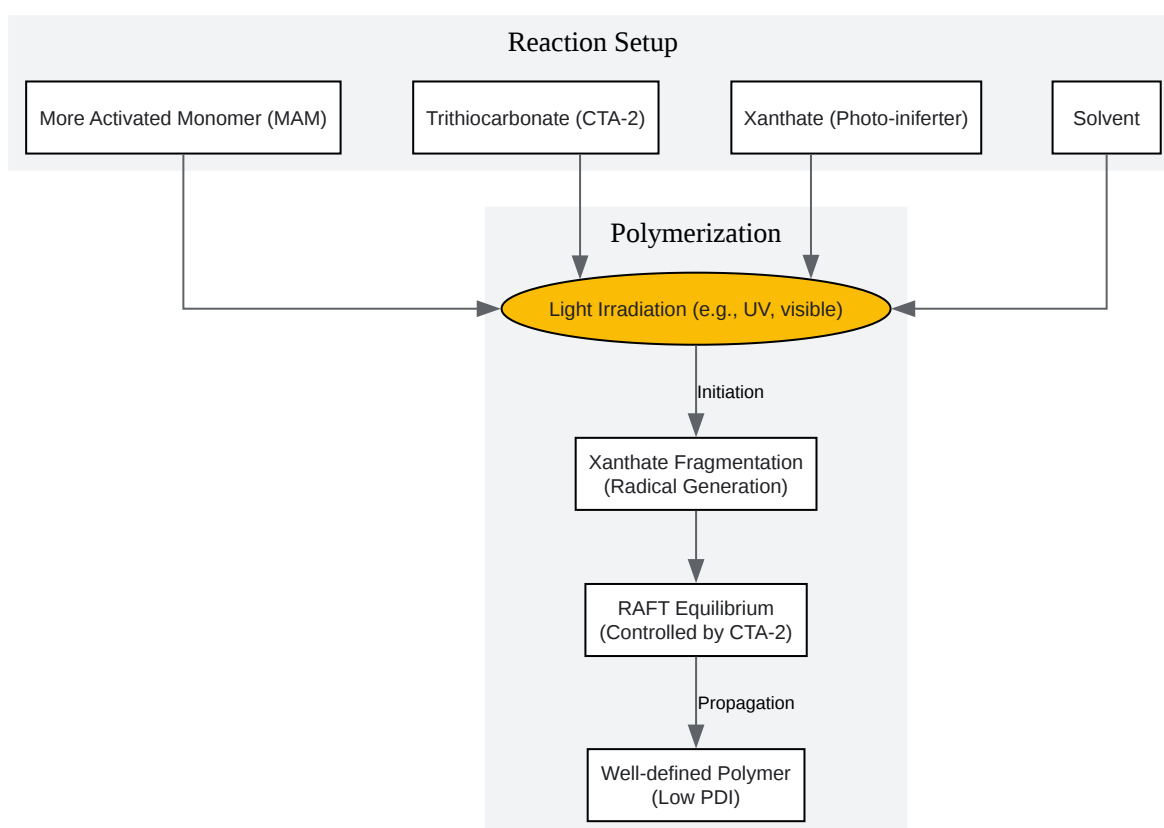 Reaction Setup
More Activated Monomer (MAM)
Trithiocarbonate (CTA-2)
Xanthate (Photo-iniferter)
Solvent
Polymerization
Light Irradiation (e.g., UV, visible)
Initiation
Xanthate Fragmentation
(Radical Generation)
RAFT Equilibrium
(Controlled by CTA-2)
Propagation
Well-defined Polymer
(Low PDI)